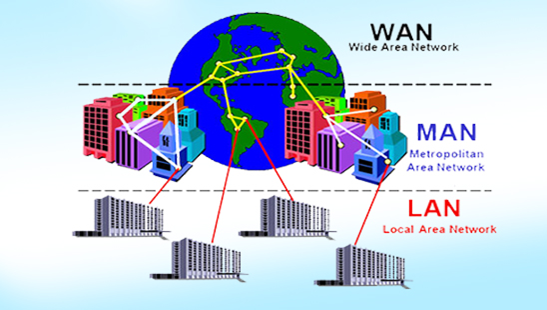 WAN
Wide Area Network
MAN
Metropolitan
Area Network
LAN
Local Area Network